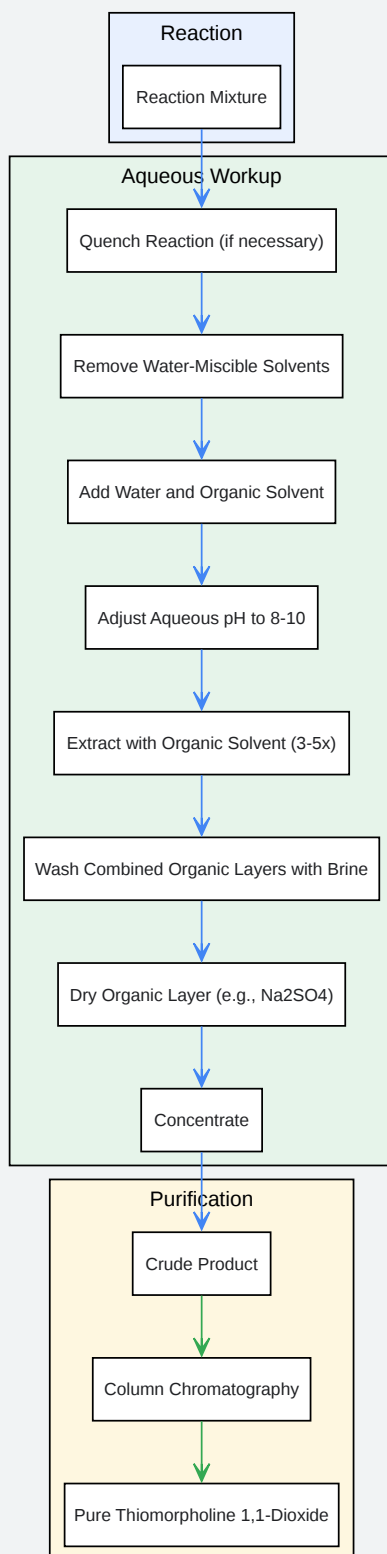 Reaction
Reaction Mixture
Aqueous Workup
Quench Reaction (if necessary)
Remove Water-Miscible Solvents
Add Water and Organic Solvent
Adjust Aqueous pH to 8-10
Extract with Organic Solvent (3-5x)
Wash Combined Organic Layers with Brine
Dry Organic Layer (e.g., Na2SO4)
Concentrate
Purification
Crude Product
Column Chromatography
Pure Thiomorpholine 1,1-Dioxide